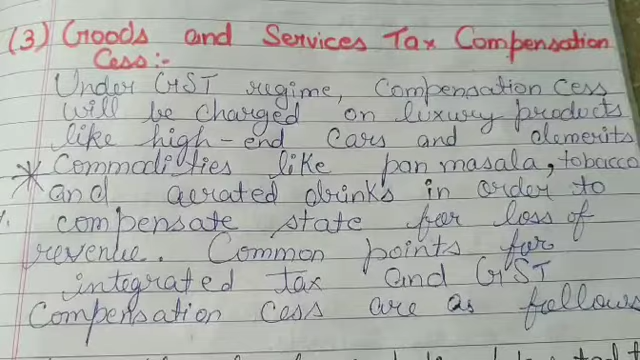 (3) Goods and Services Tax Compensation
Cess:-
Under GST regime, Compensation Cess
will be charged on luxury products
like high-end cars and demerits
Commodities like pan masala, tobacco
and aerated drinks in order to
compensate state for loss of
revenue. Common points for
integrated tax and GST
Compensation cess are as follows